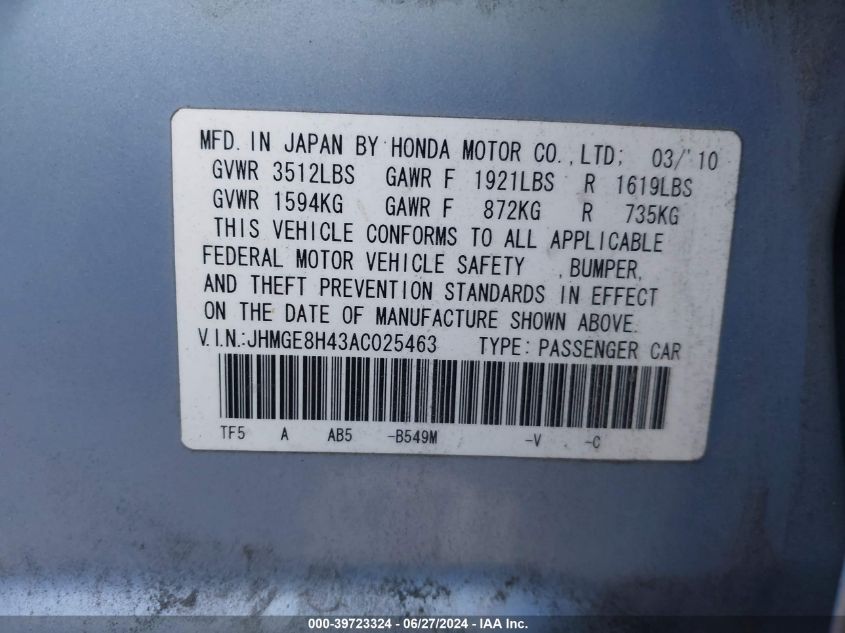 MFD. IN JAPAN BY HONDA MOTOR CO.,LTD; 03/'10
GVWR 3512LBS GAWR F 1921LBS R 1619LBS
GVWR 1594KG GAWR F 872KG R 735KG
THIS VEHICLE CONFORMS TO ALL APPLICABLE
FEDERAL MOTOR VEHICLE SAFETY ,BUMPER,
AND THEFT PREVENTION STANDARDS IN EFFECT
ON THE DATE OF MANUFACTURE SHOWN ABOVE.
V.I.N.:JHMGE8H43AC025463 TYPE: PASSENGER CAR
TF5 A AB5 -B549M -V -C
000-39723324 - 06/27/2024 - IAA Inc.